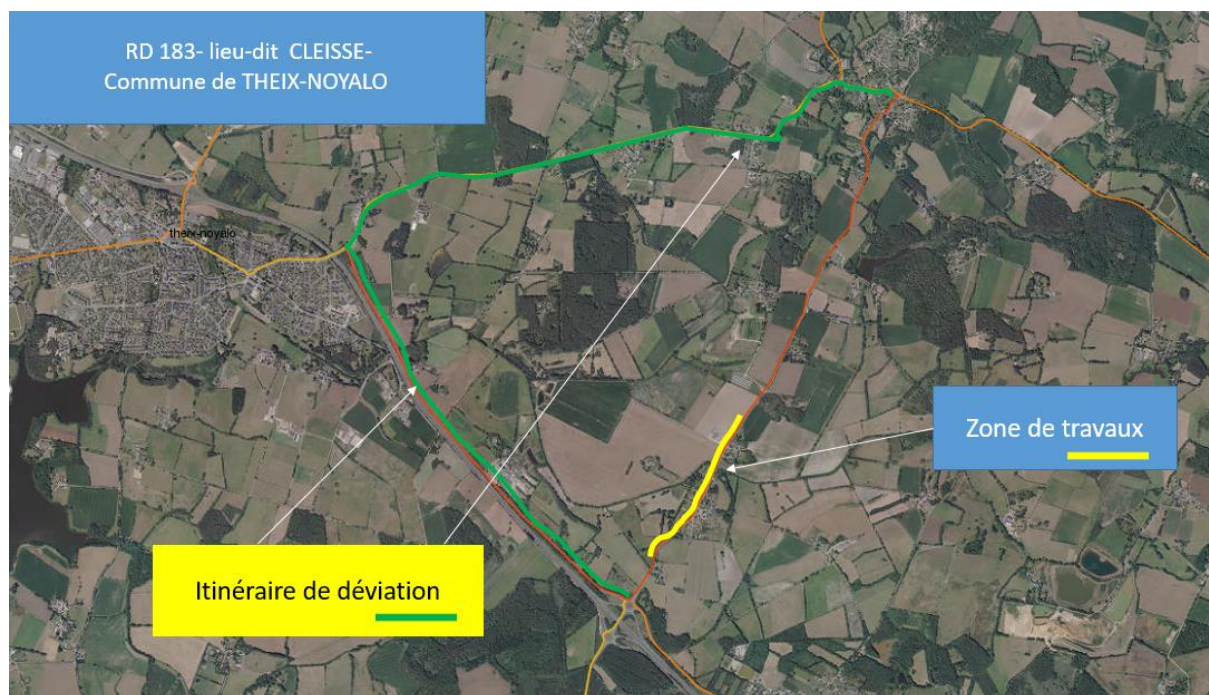 RD 183- lieu-dit CLEISSE-
Commune de THEIX-NOYALO
theix-noyalo
Zone de travaux
Itinéraire de déviation